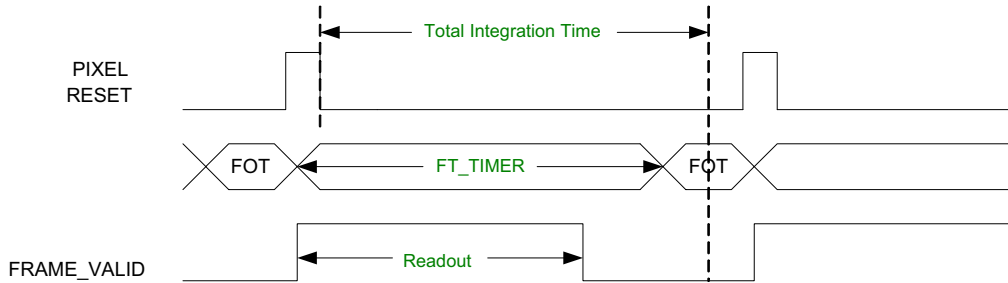 Total Integration Time
PIXEL
RESET
FOT
FT_TIMER
FOT
FRAME_VALID
Readout